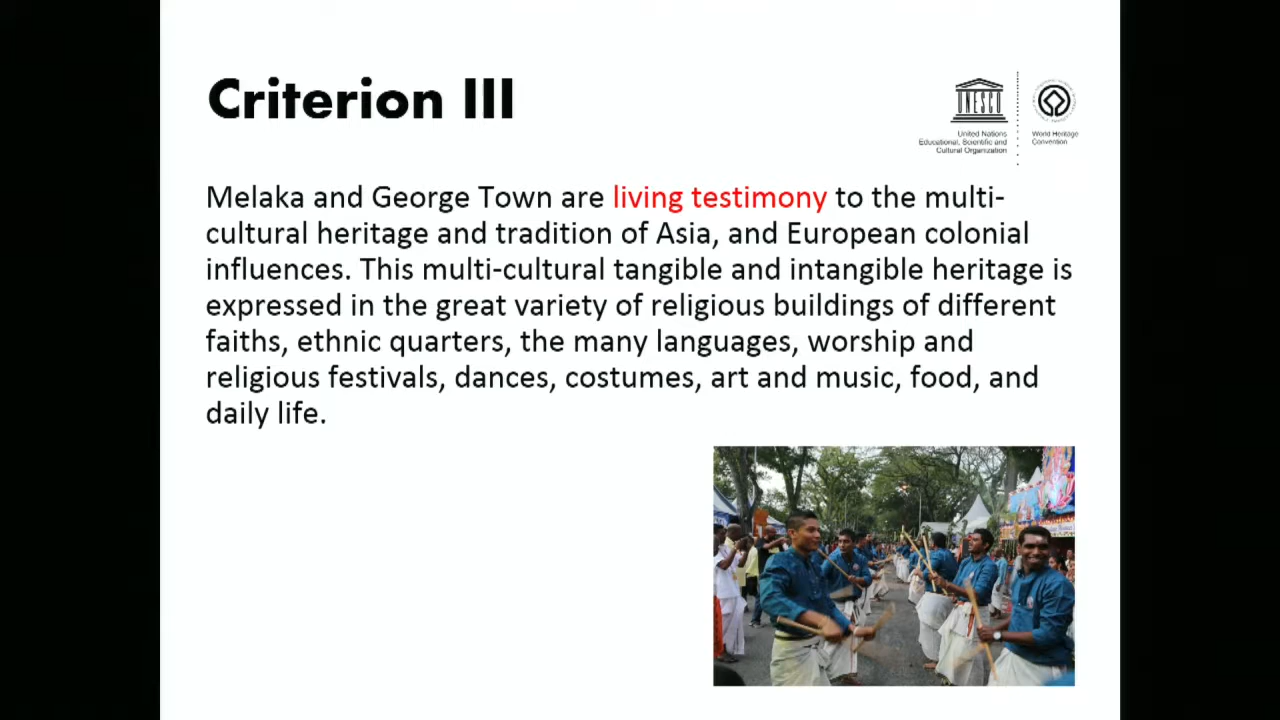 Criterion III
UNESCO
United Nations
Educational, Scientific and
Cultural Organization
World Heritage
Convention
Melaka and George Town are living testimony to the multi-
cultural heritage and tradition of Asia, and European colonial
influences. This multi-cultural tangible and intangible heritage is
expressed in the great variety of religious buildings of different
faiths, ethnic quarters, the many languages, worship and
religious festivals, dances, costumes, art and music, food, and
daily life.